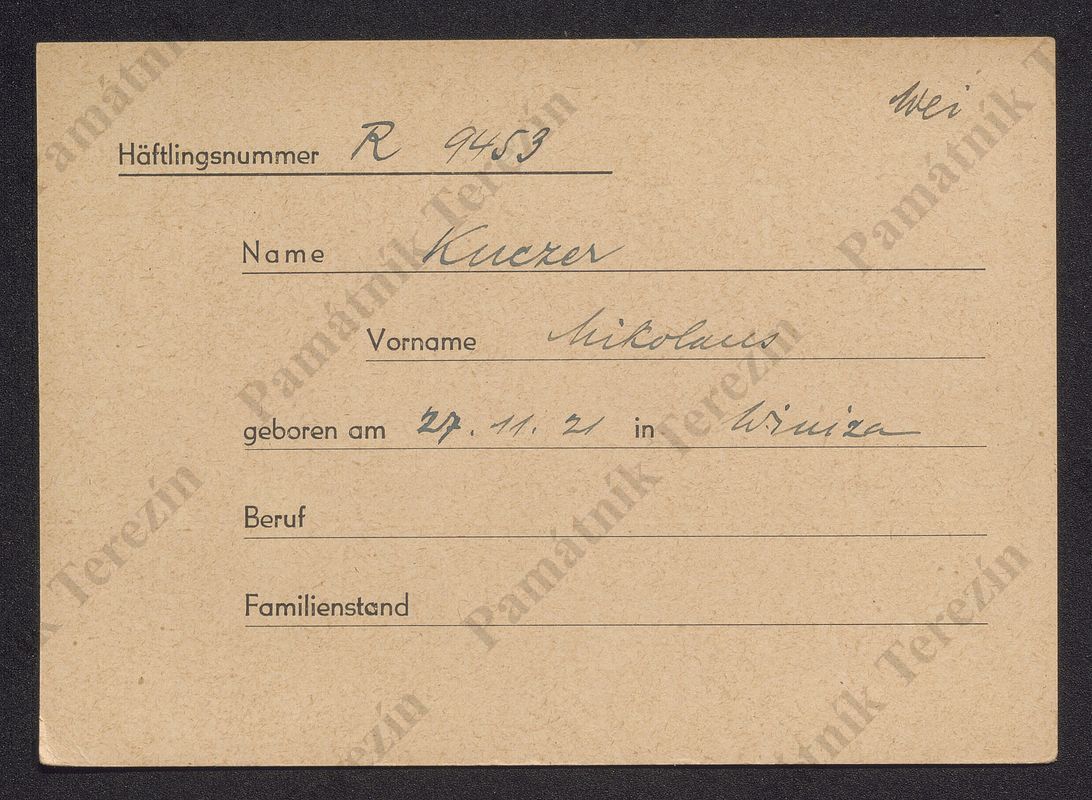 Wei
Häftlingsnummer R 9453
Name Kuczer
Vorname Nikolaus
geboren am 27. 11. 21 in Winiza
Beruf
Familienstand
Památník Terezín